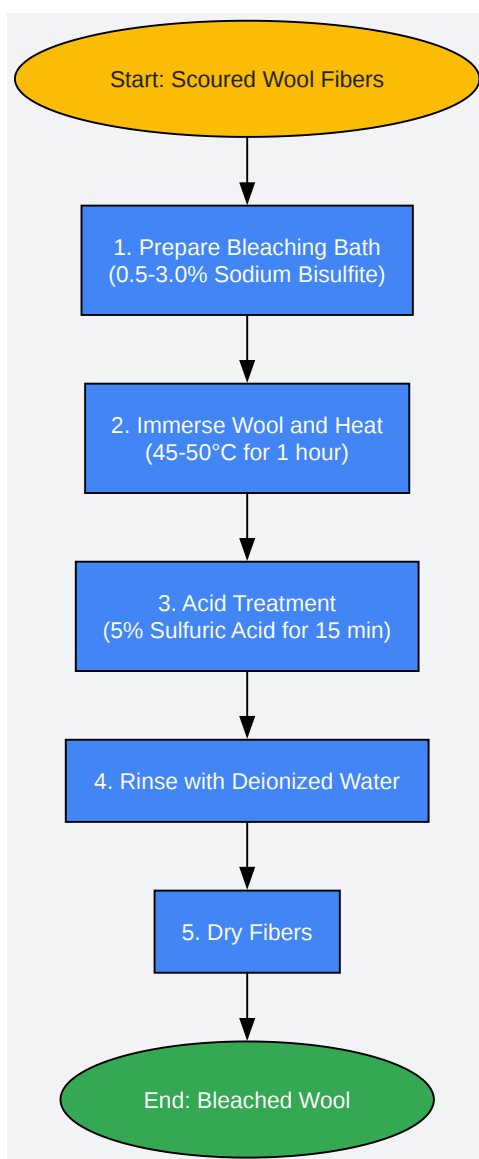 Start: Scoured Wool Fibers
1. Prepare Bleaching Bath
(0.5-3.0% Sodium Bisulfite)
2. Immerse Wool and Heat
(45-50°C for 1 hour)
3. Acid Treatment
(5% Sulfuric Acid for 15 min)
4. Rinse with Deionized Water
5. Dry Fibers
End: Bleached Wool